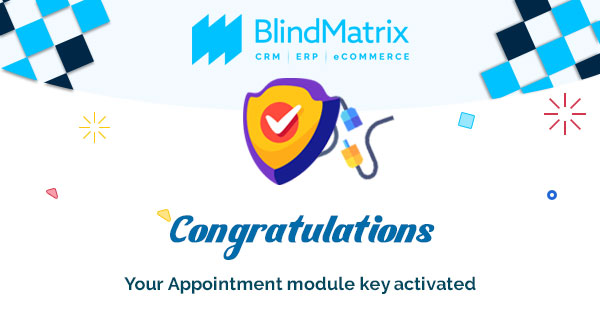 BlindMatrix
CRM | ERP | eCOMMERCE
Congratulations
Your Appointment module key activated